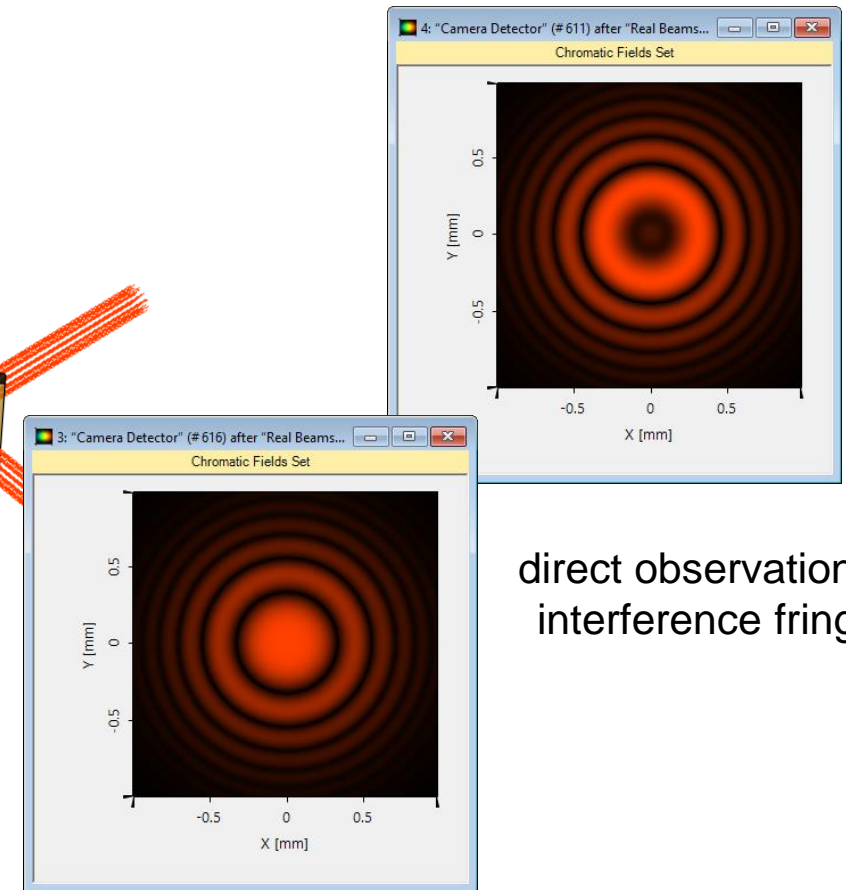 4: "Camera Detector" (#611) after "Real Beams...
Chromatic Fields Set
0.5
0
-0.5
Y [mm]
-0.5 0 0.5
X [mm]
3: "Camera Detector" (#616) after "Real Beams...
Chromatic Fields Set
0.5
0
-0.5
Y [mm]
-0.5 0 0.5
X [mm]
direct observation
interference fring